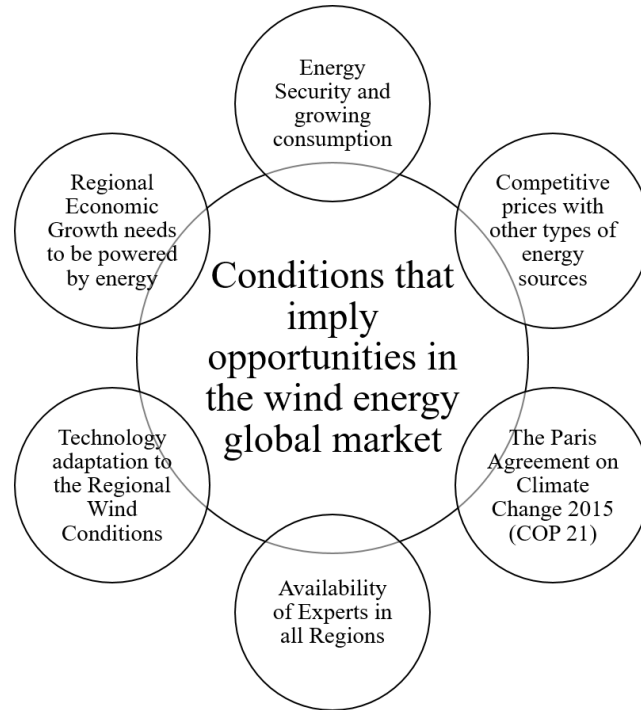 Energy
Security and
growing
consumption
Regional
Economic
Growth needs
to be powered
by energy
Competitive
prices with
other types of
energy
sources
Conditions that
imply
opportunities in
the wind energy
global market
Technology
adaptation to
the Regional
Wind
Conditions
The Paris
Agreement on
Climate
Change 2015
(COP 21)
Availability
of Experts in
all Regions